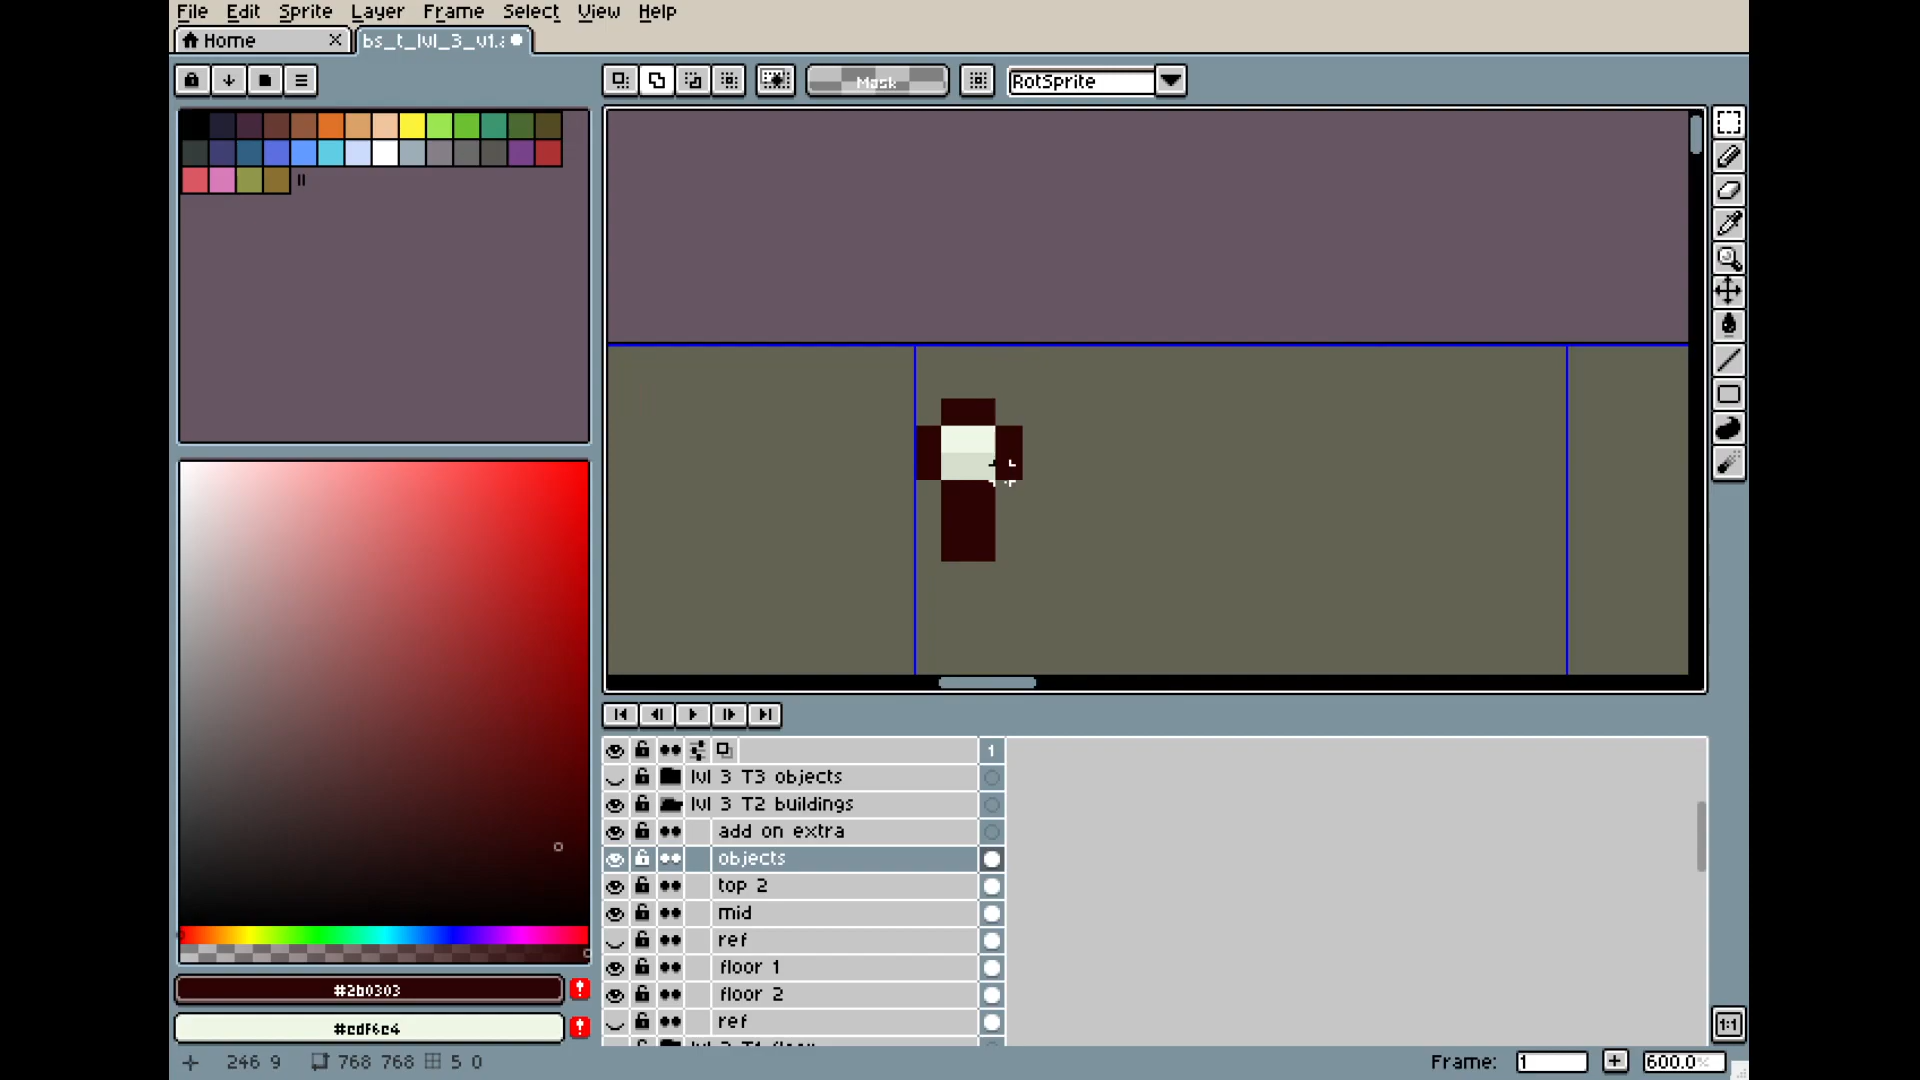 File Edit Sprite Layer Frame Select View Help
Home bs_t_lvl_3_v1.a
Mask RotSprite
1
lvl 3 T3 objects
lvl 3 T2 buildings
add on extra
objects
top 2
mid
ref
floor 1
floor 2
ref
#2b0303
#edf6e4
1:1
246 9 768 768 5 0 Frame: 1 600.0%